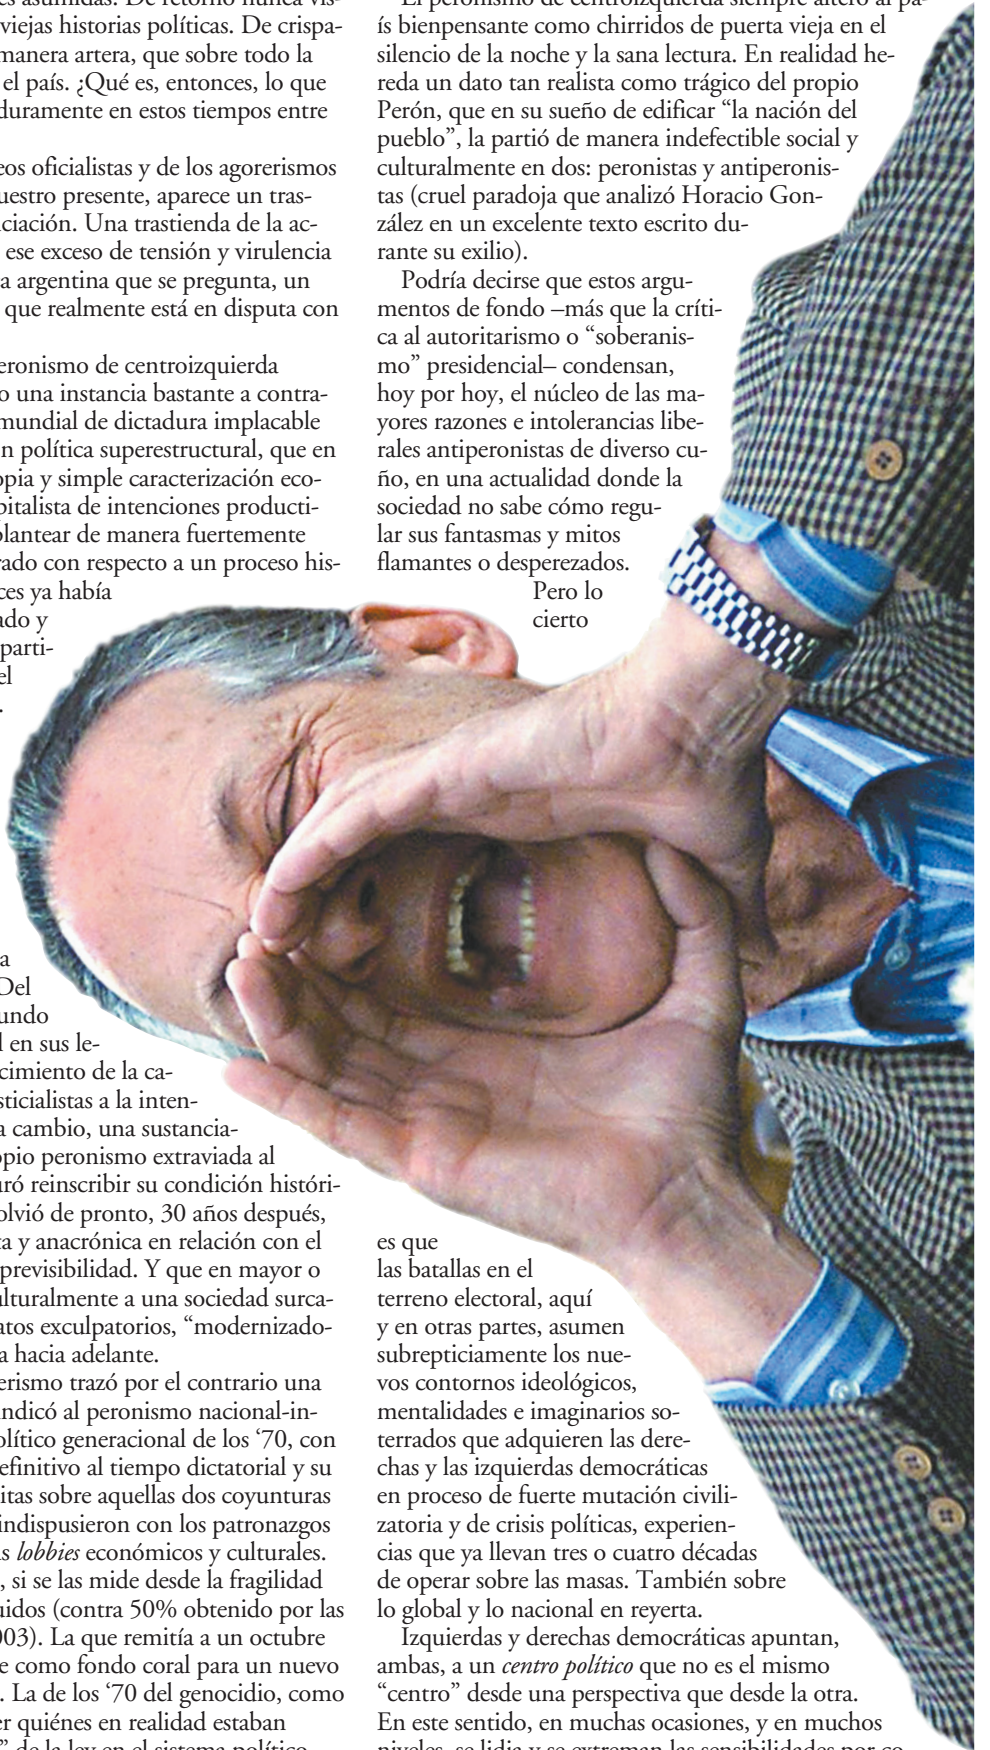 es asumidas. De retorno nunca vis-
viejas historias políticas. De crispa-
manera artera, que sobre todo la
el país. ¿Qué es, entonces, lo que
duramente en estos tiempos entre
eos oficialistas y de los agorerismos
uestro presente, aparece un tras-
ciación. Una trastienda de la ac-
ese exceso de tensión y virulencia
a argentina que se pregunta, un
que realmente está en disputa con
eronismo de centroizquierda
o una instancia bastante a contra-
mundial de dictadura implacable
n política superestructural, que en
opia y simple caracterización eco-
pitalista de intenciones producti-
plantear de manera fuertemente
rado con respecto a un proceso his-
ces ya había
ado y
parti-
el
.
a
Del
undo
l en sus le-
cimiento de la ca-
sticialistas a la inten-
a cambio, una sustancia-
opio peronismo extraviada al
uró reinscribir su condición históri-
olvió de pronto, 30 años después,
ta y anacrónica en relación con el
previsibilidad. Y que en mayor o
ulturalmente a una sociedad surca-
atos exculpatorios, “modernizado-
a hacia adelante.
erismo trazó por el contrario una
indicó al peronismo nacional-in-
olítico generacional de los ‘70, con
efinitivo al tiempo dictatorial y su
itas sobre aquellas dos coyunturas
indispusieron con los patronazgos
as lobbies económicos y culturales.
, si se las mide desde la fragilidad
uidos (contra 50% obtenido por las
003). La que remitía a un octubre
e como fondo coral para un nuevo
. La de los ‘70 del genocidio, como
er quiénes en realidad estaban
” de la ley en el sistema político
El peronismo de centroizquierda siempre alteró al pa-
ís bienpensante como chirridos de puerta vieja en el
silencio de la noche y la sana lectura. En realidad he-
reda un dato tan realista como trágico del propio
Perón, que en su sueño de edificar “la nación del
pueblo”, la partió de manera indefectible social y
culturalmente en dos: peronistas y antiperonis-
tas (cruel paradoja que analizó Horacio Gon-
zález en un excelente texto escrito du-
rante su exilio).
Podría decirse que estos argu-
mentos de fondo –más que la críti-
ca al autoritarismo o “soberanis-
mo” presidencial– condensan,
hoy por hoy, el núcleo de las ma-
yores razones e intolerancias libe-
rales antiperonistas de diverso cu-
ño, en una actualidad donde la
sociedad no sabe cómo regu-
lar sus fantasmas y mitos
flamantes o desperezados.
Pero lo
cierto
es que
las batallas en el
terreno electoral, aquí
y en otras partes, asumen
subrepticiamente los nue-
vos contornos ideológicos,
mentalidades e imaginarios so-
terrados que adquieren las dere-
chas y las izquierdas democráticas
en proceso de fuerte mutación civili-
zatoria y de crisis políticas, experien-
cias que ya llevan tres o cuatro décadas
de operar sobre las masas. También sobre
lo global y lo nacional en reyerta.
Izquierdas y derechas democráticas apuntan,
ambas, a un centro político que no es el mismo
“centro” desde una perspectiva que desde la otra.
En este sentido, en muchas ocasiones, y en muchos
niveles, se lidia y se extreman las sensibilidades por co-